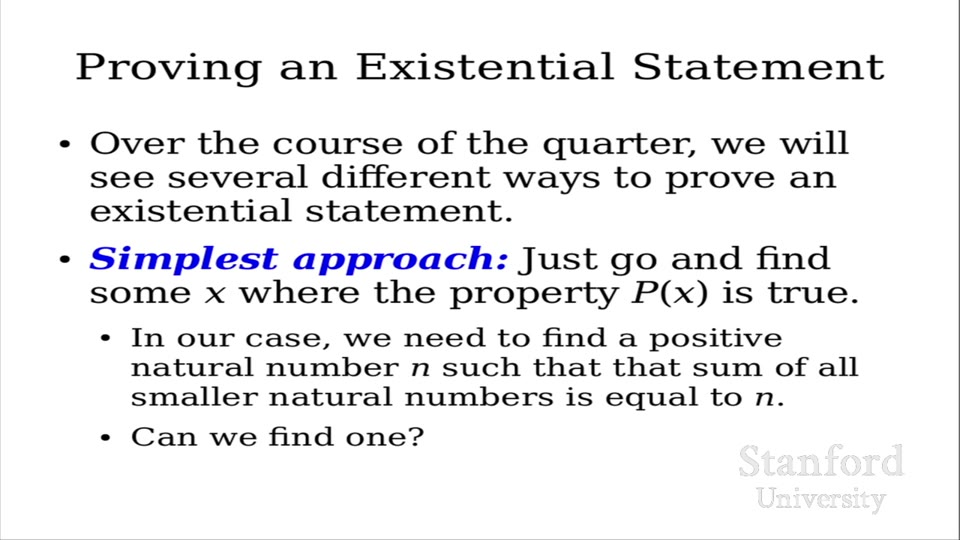 Proving an Existential Statement
• Over the course of the quarter, we will
see several different ways to prove an
existential statement.
• Simplest approach: Just go and find
some x where the property P(x) is true.
• In our case, we need to find a positive
natural number n such that that sum of all
smaller natural numbers is equal to n.
• Can we find one?
Stanford
University